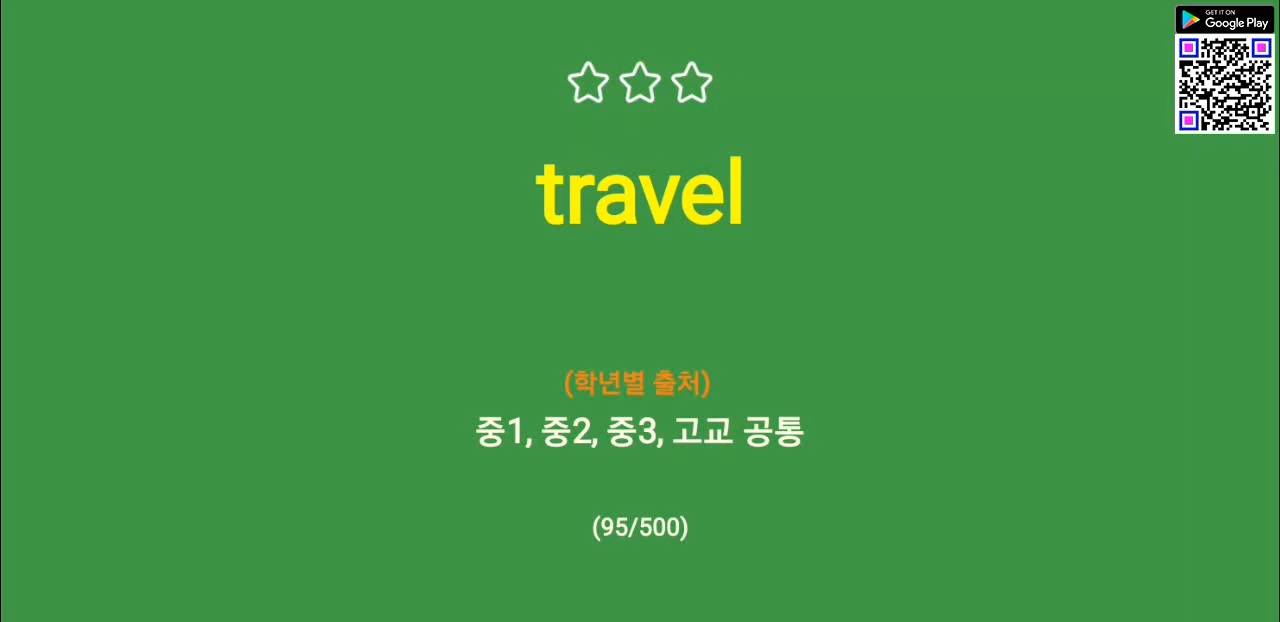 GET IT ON
Google Play
travel
(학년별 출처)
중1, 중2, 중3, 고교 공통
(95/500)